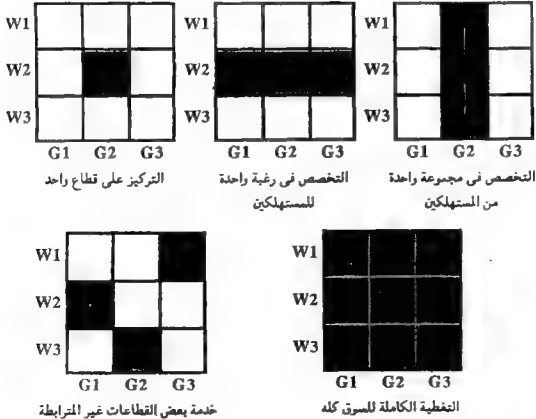 W1
W2
W3
G1 G2 G3
التركيز على قطاع واحد
W1
W2
W3
G1 G2 G3
التخصص فى رغبة واحدة
للمستهلكين
W1
W2
W3
G1 G2 G3
التخصص فى مجموعة واحدة
من المستهلكين
W1
W2
W3
G1 G2 G3
خدمة بعض القطاعات غير المترابطة
W1
W2
W3
G1 G2 G3
التغطية الكاملة للسوق كله